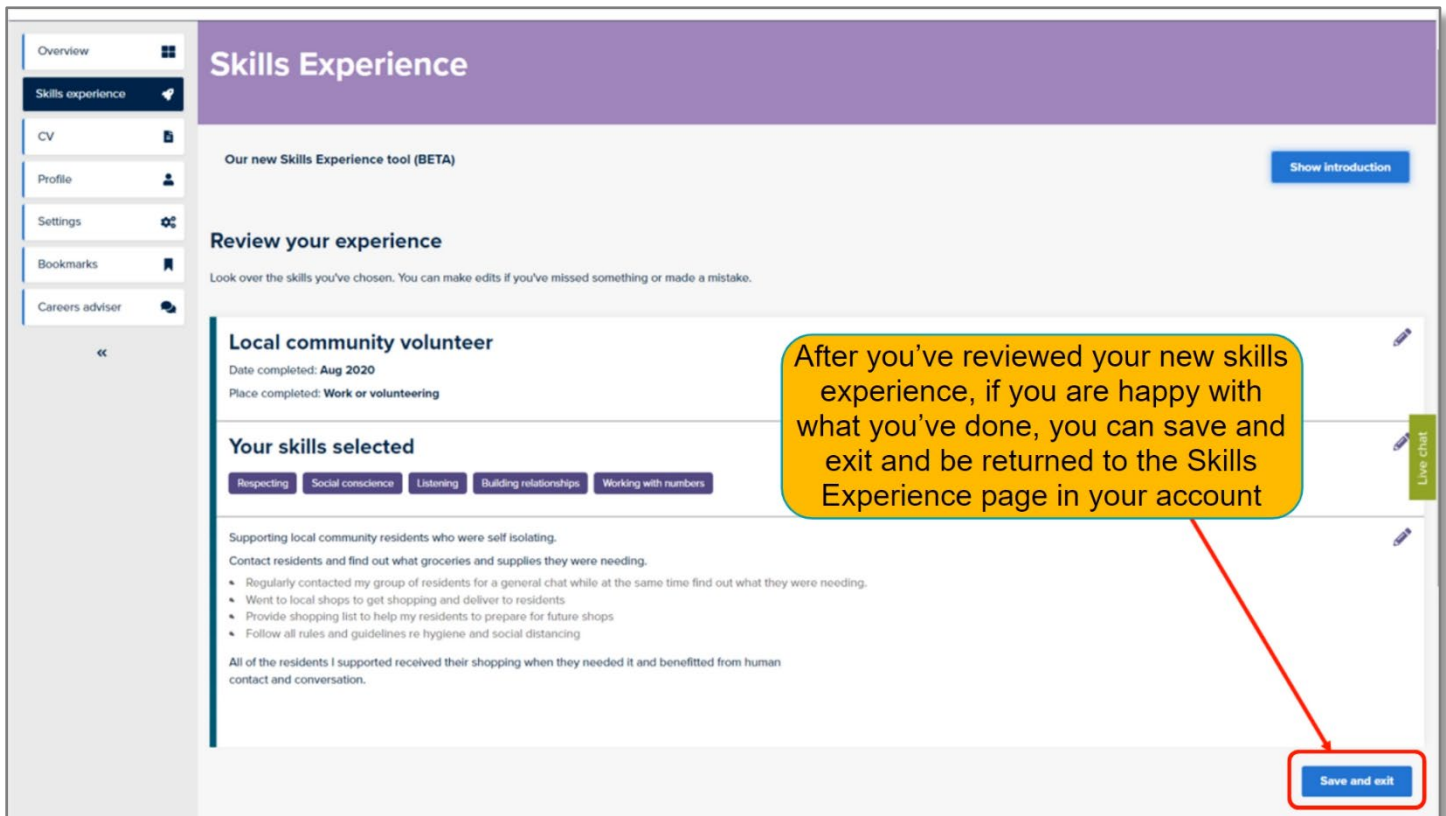 Overview
Skills experience
CV
Profile
Settings
Bookmarks
Careers adviser
«
Skills Experience
Our new Skills Experience tool (BETA)
Show introduction
Review your experience
Look over the skills you've chosen. You can make edits if you've missed something or made a mistake.
Local community volunteer
Date completed: Aug 2020
Place completed: Work or volunteering
After you've reviewed your new skills
experience, if you are happy with
what you've done, you can save and
exit and be returned to the Skills
Experience page in your account
Live chat
Your skills selected
Respecting Social conscience Listening Building relationships Working with numbers
Supporting local community residents who were self isolating.
Contact residents and find out what groceries and supplies they were needing.
• Regularly contacted my group of residents for a general chat while at the same time find out what they were needing.
• Went to local shops to get shopping and deliver to residents
• Provide shopping list to help my residents to prepare for future shops
• Follow all rules and guidelines re hygiene and social distancing
All of the residents I supported received their shopping when they needed it and benefitted from human
contact and conversation.
Save and exit